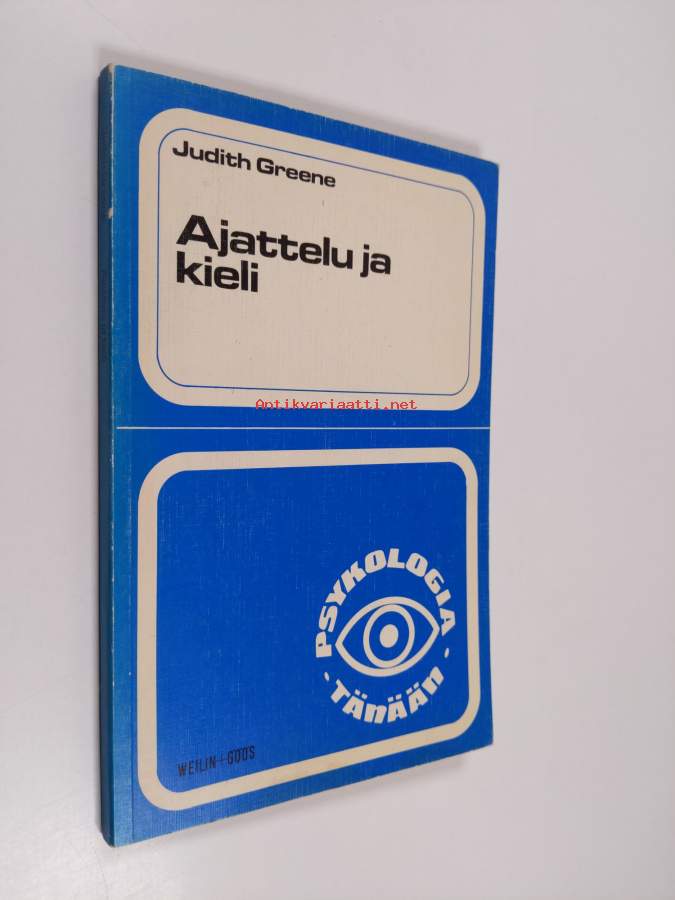 Judith Greene
Ajattelu ja
kieli
Antikvariaatti.net
PSYKOLOGIA
- TÄNÄÄN -
WEILIN+GÖÖS